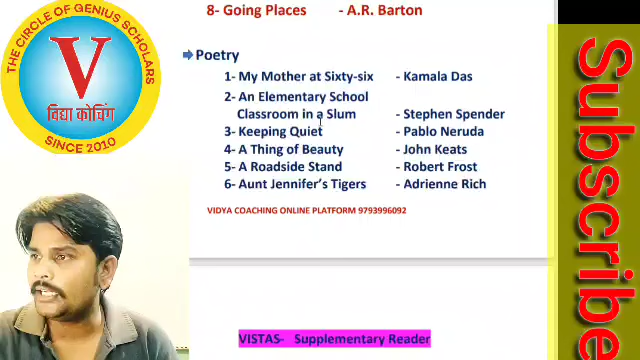 8- Going Places - A.R. Barton
THE CIRCLE OF GENIUS SCHOLARS
V
विद्या कोचिंग
SINCE 2010
Poetry
1- My Mother at Sixty-six - Kamala Das
2- An Elementary School
Classroom in a Slum - Stephen Spender
3- Keeping Quiet - Pablo Neruda
4- A Thing of Beauty - John Keats
5- A Roadside Stand - Robert Frost
6- Aunt Jennifer's Tigers - Adrienne Rich
VIDYA COACHING ONLINE PLATFORM 9793996092
VISTAS- Supplementary Reader
Subscribe